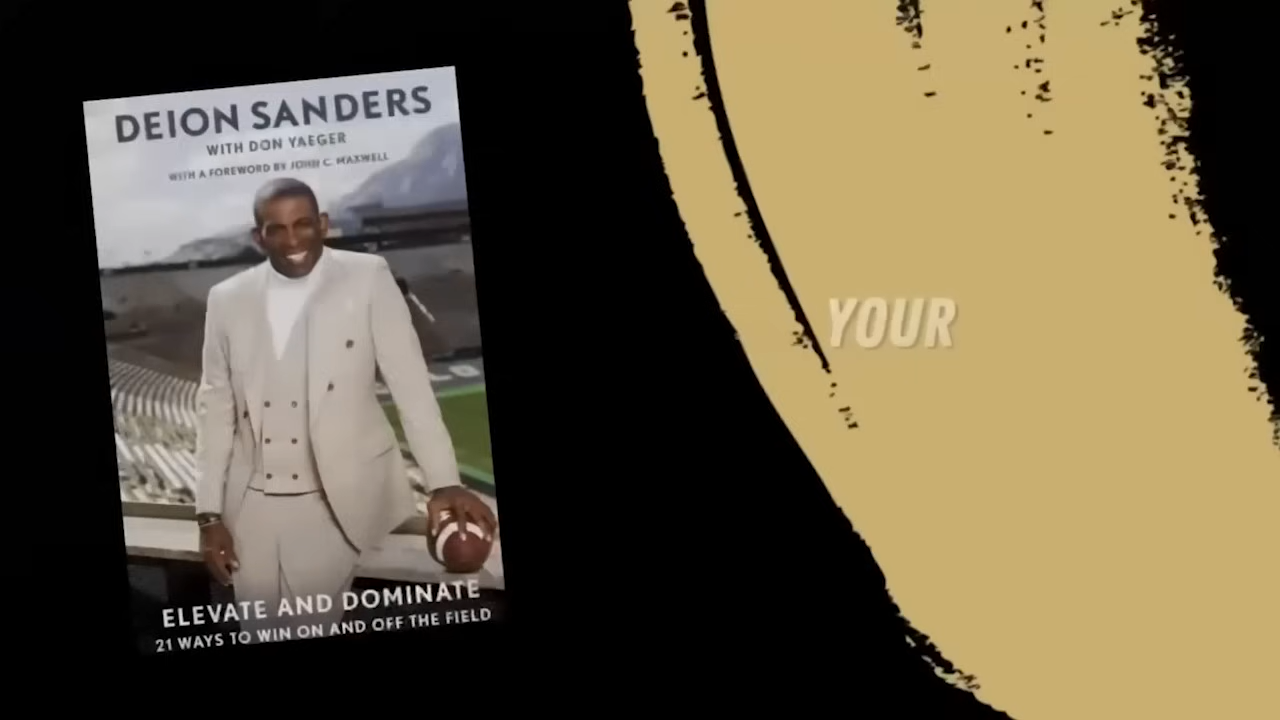 DEION SANDERS
WITH DON YAEGER
WITH A FOREWORD BY JOHN C. MAXWELL
ELEVATE AND DOMINATE
21 WAYS TO WIN ON AND OFF THE FIELD
YOUR